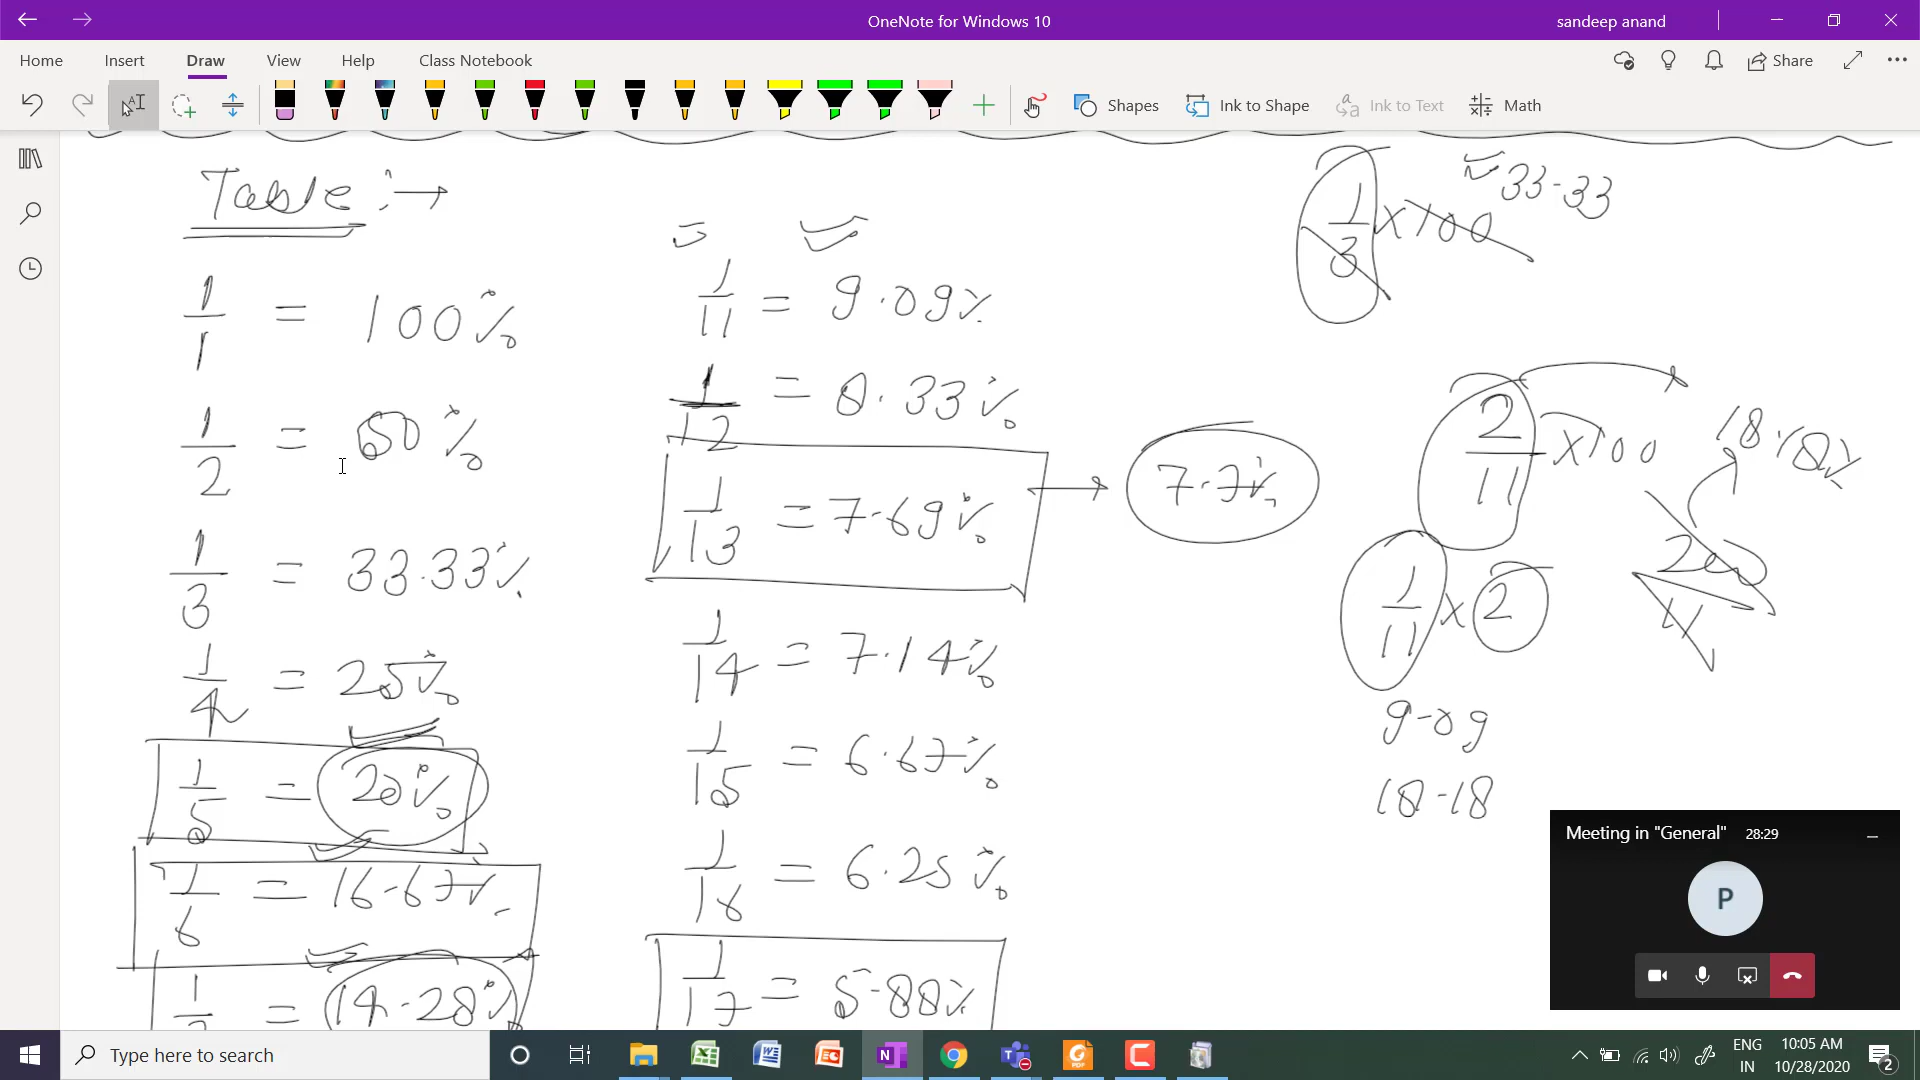 OneNote for Windows 10
sandeep anand
Home Insert Draw View Help Class Notebook
Share
Shapes Ink to Shape Ink to Text Math
Table :→
1/1 = 100%
1/2 = 50%
1/3 = 33.33%
1/4 = 25%
1/5 = 20%
1/6 = 16.67%
= 14.28%
1/11 = 9.09%
1/12 = 8.33%
1/13 = 7.69% → 7.7%
1/14 = 7.14%
1/15 = 6.67%
1/16 = 6.25%
1/17 = 5.88%
1/3 × 100 33.33
2/11 × 100 18.18%
200/11
1/11 × 2
9.09
18.18
Meeting in "General" 28:29
P
Type here to search
ENG
IN
10:05 AM
10/28/2020
2